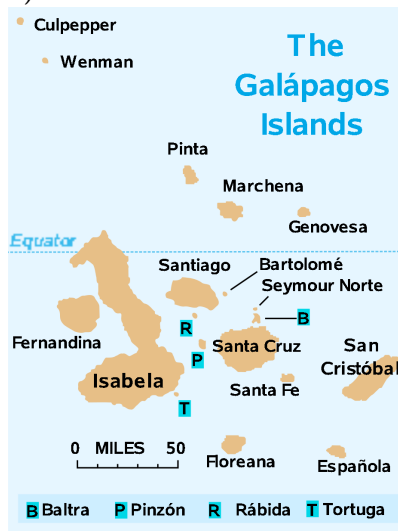 Culpepper
Wenman
The
Galápagos
Islands
Pinta
Marchena
Genovesa
Equator
Santiago
Bartolomé
Seymour Norte
B
R
Fernandina
P
Santa Cruz
San
Cristóbal
Isabela
Santa Fe
T
0 MILES 50
Floreana
Española
B Baltra P Pinzón R Rábida T Tortuga